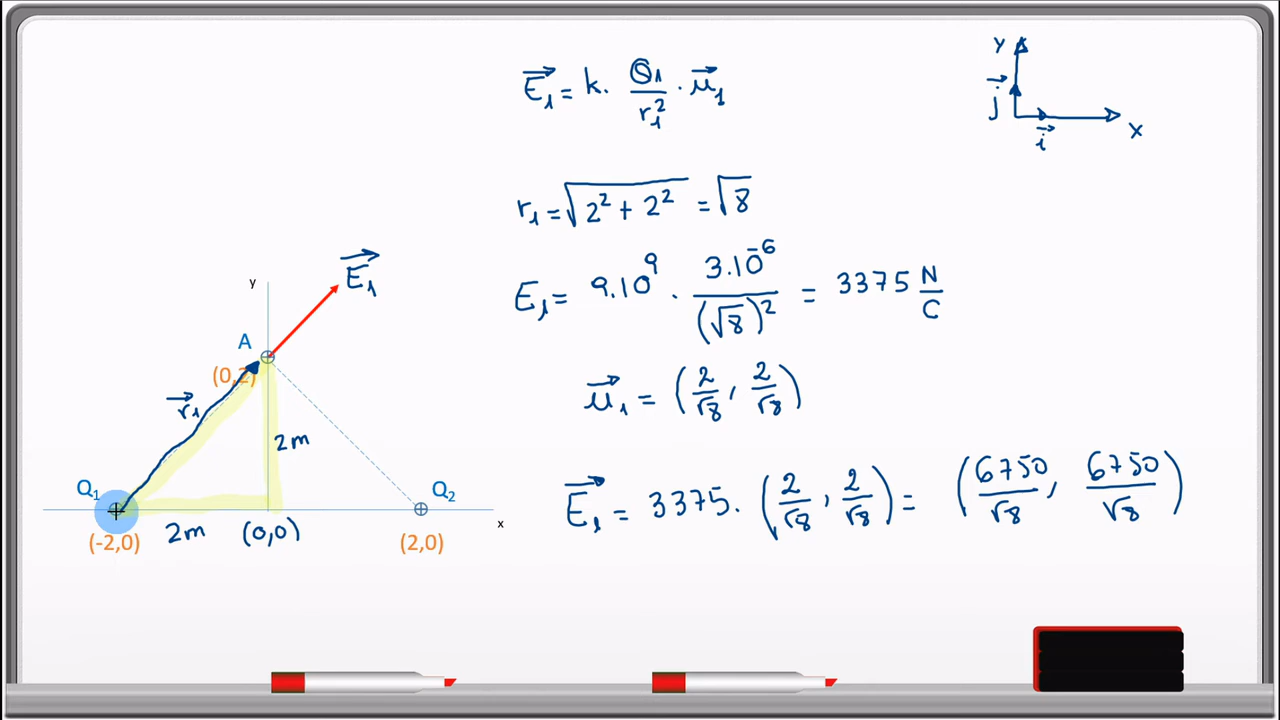 E⃗₁ = k · Q₁/r₁² · μ⃗₁
Y
j⃗
i⃗
X
r₁ = √(2² + 2²) = √8
E₁ = 9.10⁹ · 3.10⁻⁶/(√8)² = 3375 N/C
μ⃗₁ = (2/√8, 2/√8)
E⃗₁ = 3375 · (2/√8, 2/√8) = (6750/√8, 6750/√8)
y
E⃗₁
A
(0,2)
r⃗₁
2m
Q₁
Q₂
x
(-2,0)
2m
(0,0)
(2,0)